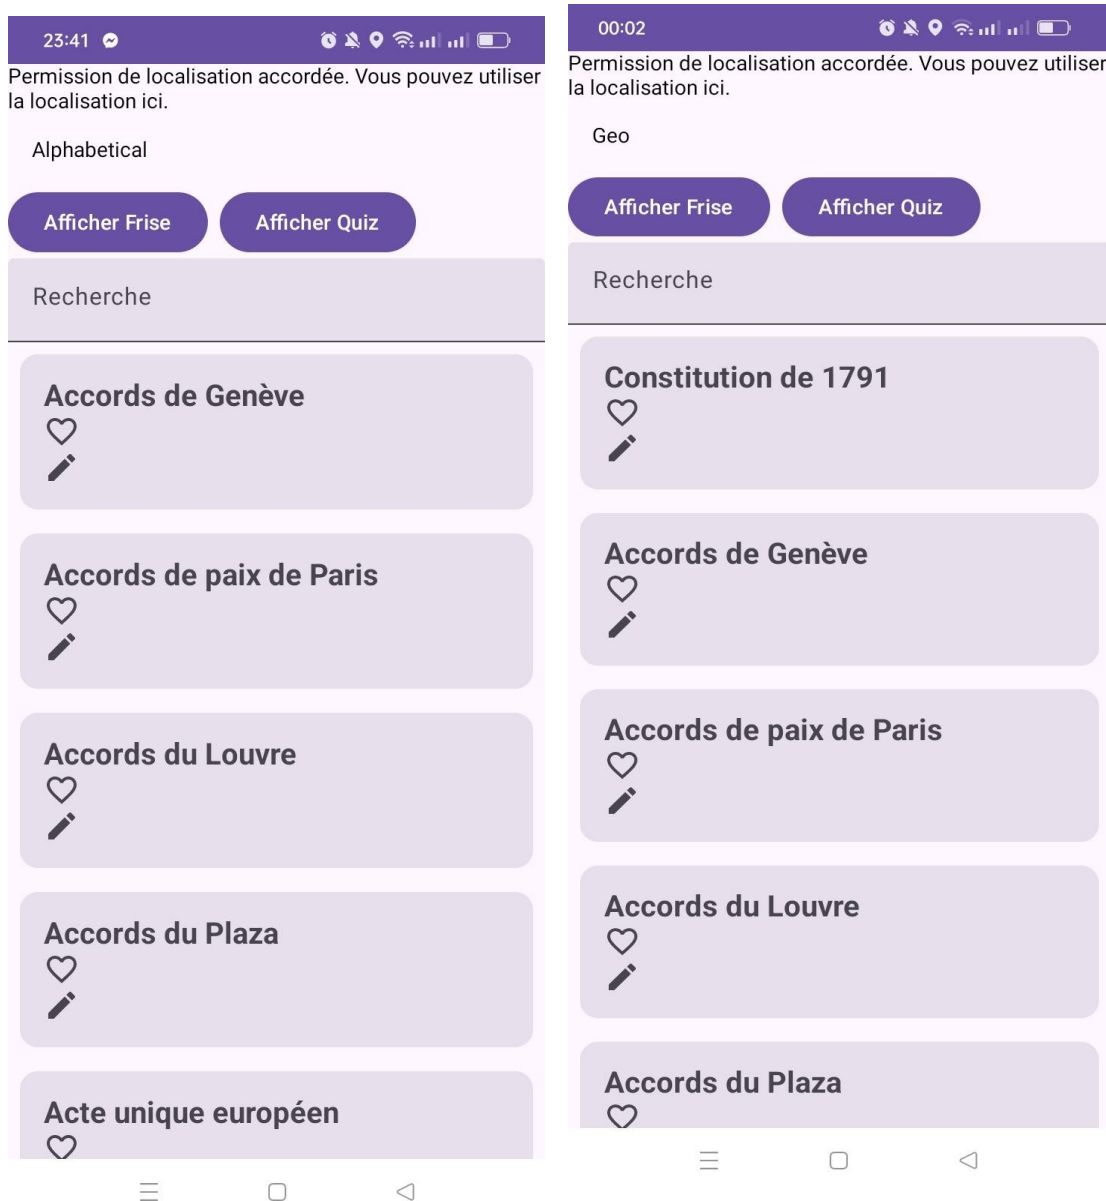 23:41
Permission de localisation accordée. Vous pouvez utiliser
la localisation ici.
Alphabetical
Afficher Frise
Afficher Quiz
Recherche
Accords de Genève
Accords de paix de Paris
Accords du Louvre
Accords du Plaza
Acte unique européen
00:02
Permission de localisation accordée. Vous pouvez utiliser
la localisation ici.
Geo
Afficher Frise
Afficher Quiz
Recherche
Constitution de 1791
Accords de Genève
Accords de paix de Paris
Accords du Louvre
Accords du Plaza